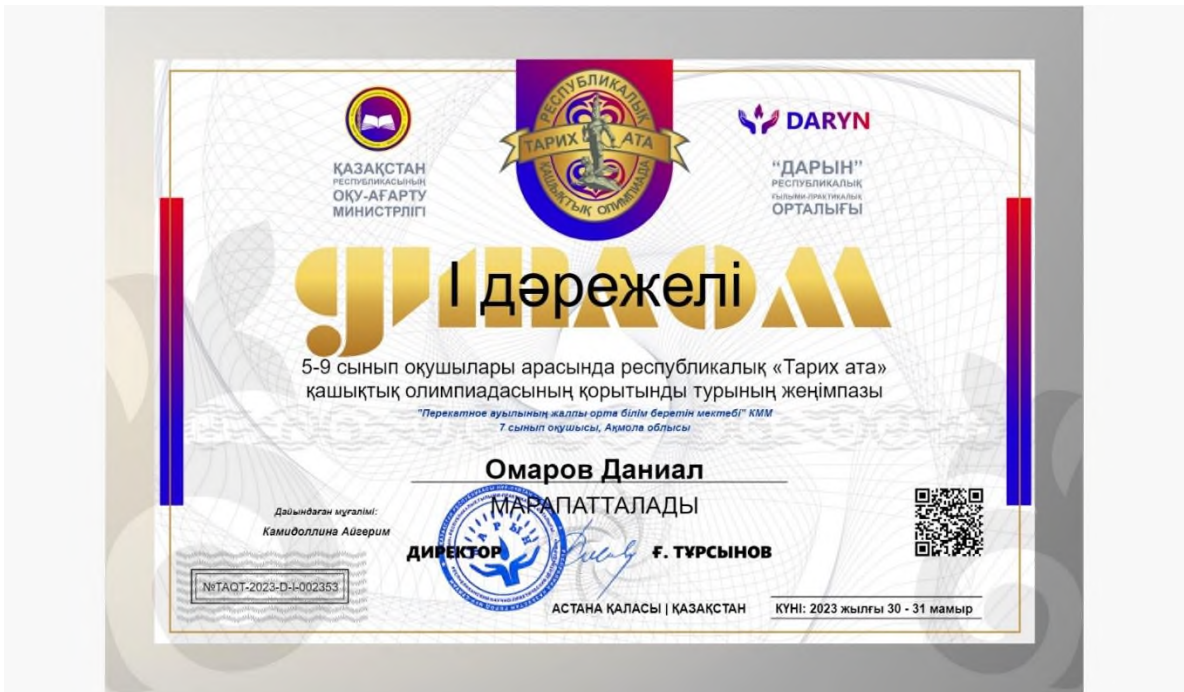 ҚАЗАҚСТАН
РЕСПУБЛИКАСЫНЫҢ
ОҚУ-АҒАРТУ
МИНИСТРЛІГІ
РЕСПУБЛИКАЛЫҚ
ТАРИХ АТА
ҚАШЫҚТЫҚ ОЛИМПИАДА
DARYN
“ДАРЫН”
РЕСПУБЛИКАЛЫҚ
ҒЫЛЫМИ-ПРАКТИКАЛЫҚ
ОРТАЛЫҒЫ
ДИПЛОМ
І дәрежелі
5-9 сынып оқушылары арасында республикалық «Тарих ата»
қашықтық олимпиадасының қорытынды турының жеңімпазы
"Перекатное ауылының жалпы орта білім беретін мектебі" КММ
7 сынып оқушысы, Ақмола облысы
Омаров Даниал
МАРАПАТТАЛАДЫ
Дайындаған мұғалімі:
Камидоллина Айгерим
ДАРЫН
ДИРЕКТОР Ғ. ТҰРСЫНОВ
№TAQT-2023-D-I-002353
АСТАНА ҚАЛАСЫ | ҚАЗАҚСТАН
КҮНІ: 2023 жылғы 30 - 31 мамыр